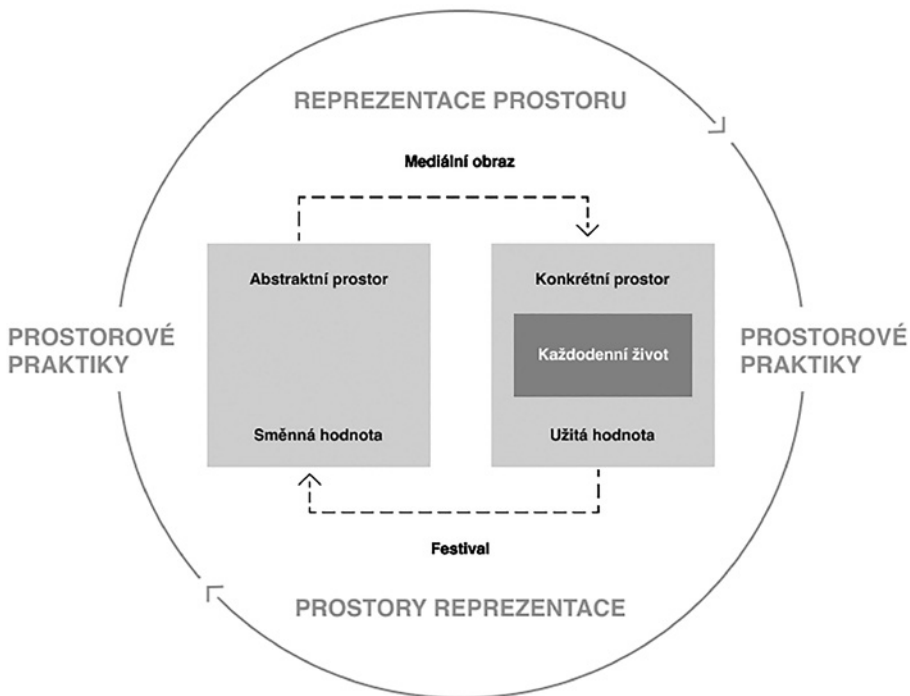 REPREZENTACE PROSTORU
Mediální obraz
Abstraktní prostor
Konkrétní prostor
PROSTOROVÉ
PRAKTIKY
Každodenní život
PROSTOROVÉ
PRAKTIKY
Směnná hodnota
Užitá hodnota
Festival
PROSTORY REPREZENTACE